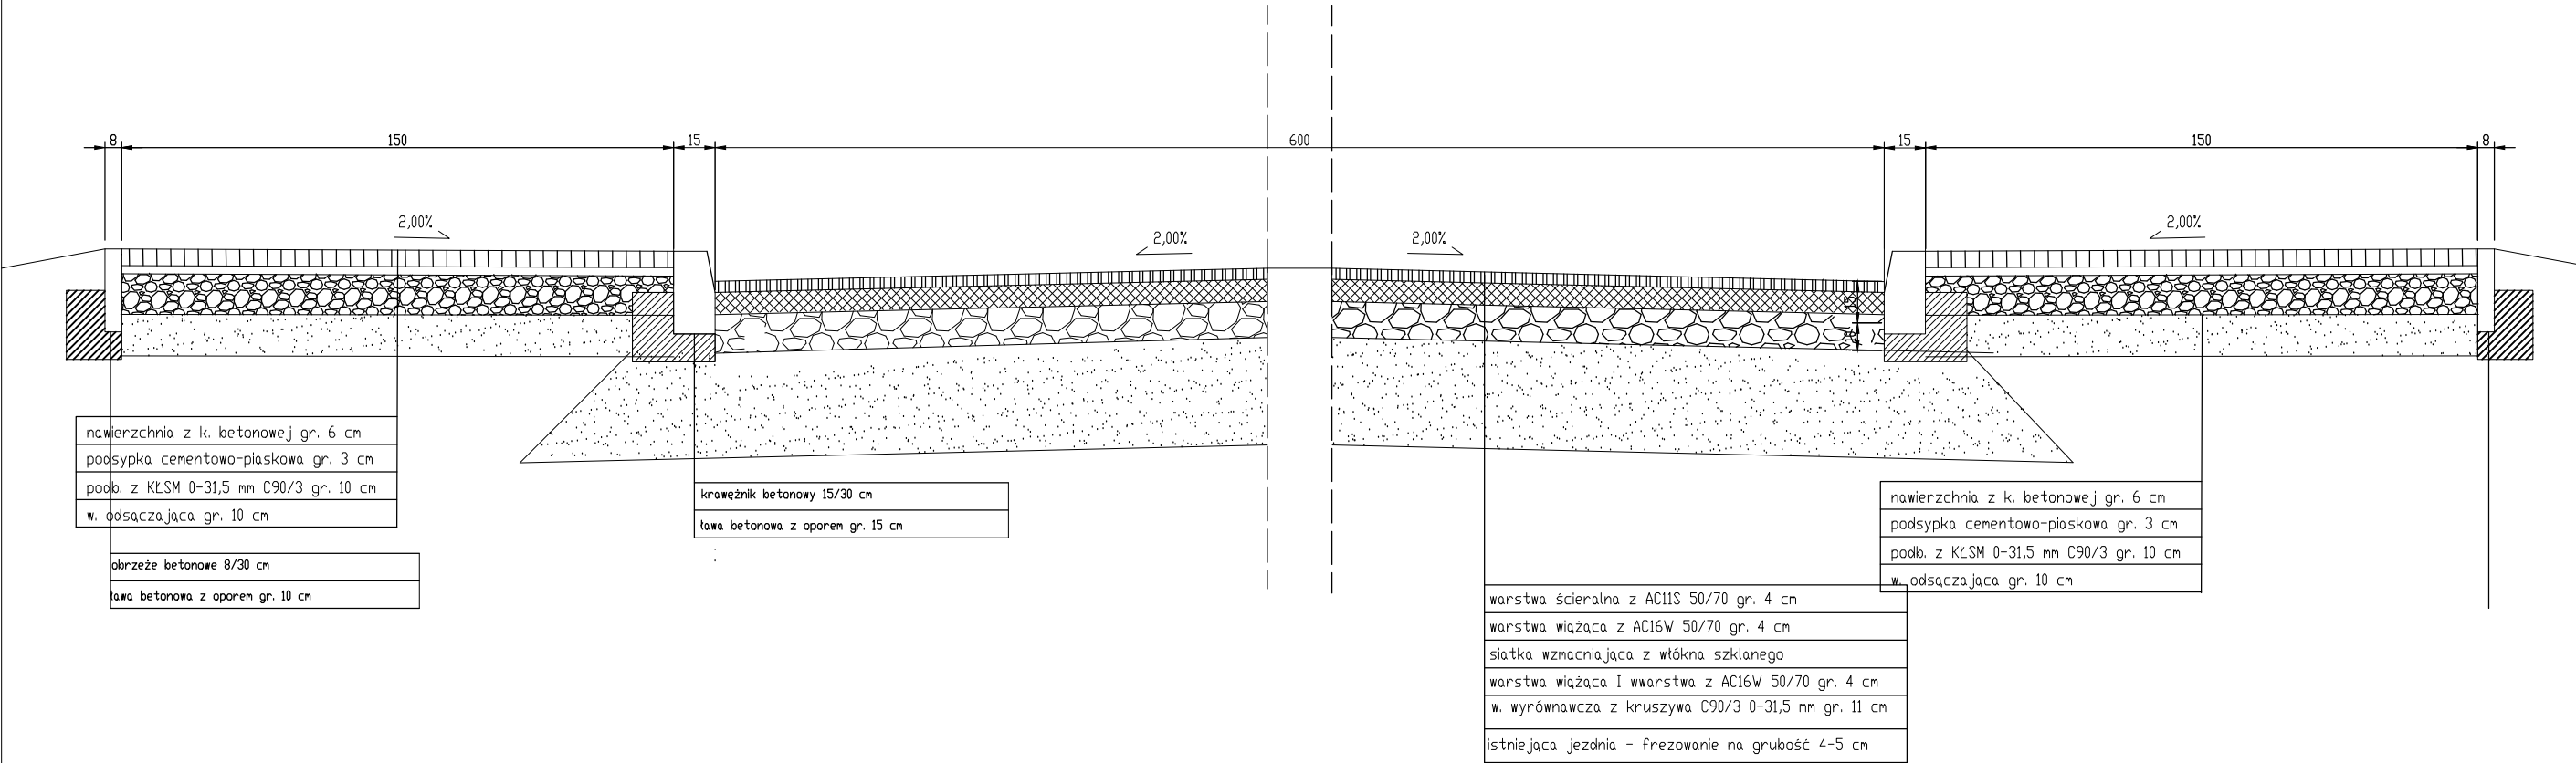 8
150
15
600
15
150
8
2,00%
2,00%
2,00%
2,00%
15
nawierzchnia z k. betonowej gr. 6 cm
podsypka cementowo-piaskowa gr. 3 cm
podb. z KŁSM 0-31,5 mm C90/3 gr. 10 cm
w. odsączająca gr. 10 cm
obrzeże betonowe 8/30 cm
ława betonowa z oporem gr. 10 cm
krawężnik betonowy 15/30 cm
ława betonowa z oporem gr. 15 cm
nawierzchnia z k. betonowej gr. 6 cm
podsypka cementowo-piaskowa gr. 3 cm
podb. z KŁSM 0-31,5 mm C90/3 gr. 10 cm
w. odsączająca gr. 10 cm
warstwa ścieralna z AC11S 50/70 gr. 4 cm
warstwa wiążąca z AC16W 50/70 gr. 4 cm
siatka wzmacniająca z włókna szklanego
warstwa wiążąca I wwarstwa z AC16W 50/70 gr. 4 cm
w. wyrównawcza z kruszywa C90/3 0-31,5 mm gr. 11 cm
istniejąca jezdnia - frezowanie na grubość 4-5 cm